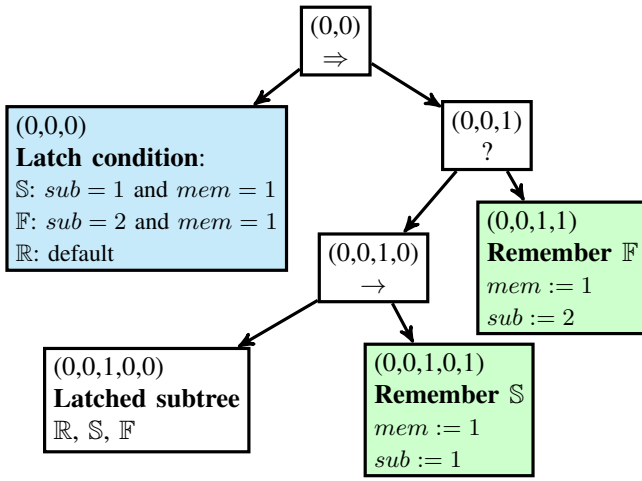 (0,0)
⇒
(0,0,0)
Latch condition:
𝕊: sub = 1 and mem = 1
𝔽: sub = 2 and mem = 1
ℝ: default
(0,0,1)
?
(0,0,1,0)
→
(0,0,1,1)
Remember 𝔽
mem := 1
sub := 2
(0,0,1,0,0)
Latched subtree
ℝ, 𝕊, 𝔽
(0,0,1,0,1)
Remember 𝕊
mem := 1
sub := 1